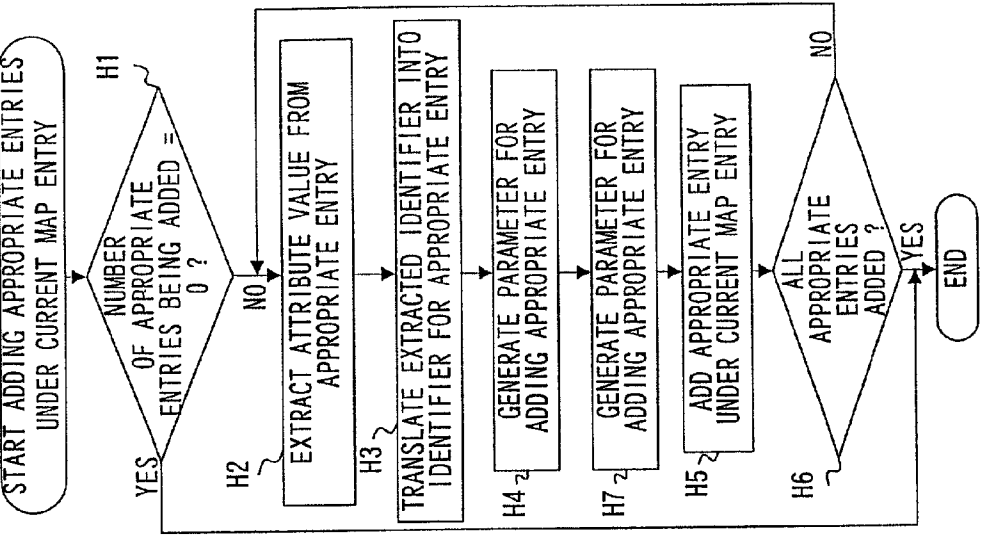 START ADDING APPROPRIATE ENTRIES
UNDER CURRENT MAP ENTRY
H1
NUMBER
OF APPROPRIATE
ENTRIES BEING ADDED =
0 ?
YES
NO
H2
EXTRACT ATTRIBUTE VALUE FROM
APPROPRIATE ENTRY
H3
TRANSLATE EXTRACTED IDENTIFIER INTO
IDENTIFIER FOR APPROPRIATE ENTRY
H4
GENERATE PARAMETER FOR
ADDING APPROPRIATE ENTRY
H7
GENERATE PARAMETER FOR
ADDING APPROPRIATE ENTRY
H5
ADD APPROPRIATE ENTRY
UNDER CURRENT MAP ENTRY
H6
ALL
APPROPRIATE
ENTRIES
ADDED ?
NO
YES
END